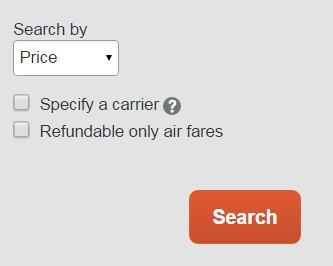 Search by
Price
Specify a carrier ?
Refundable only air fares
Search